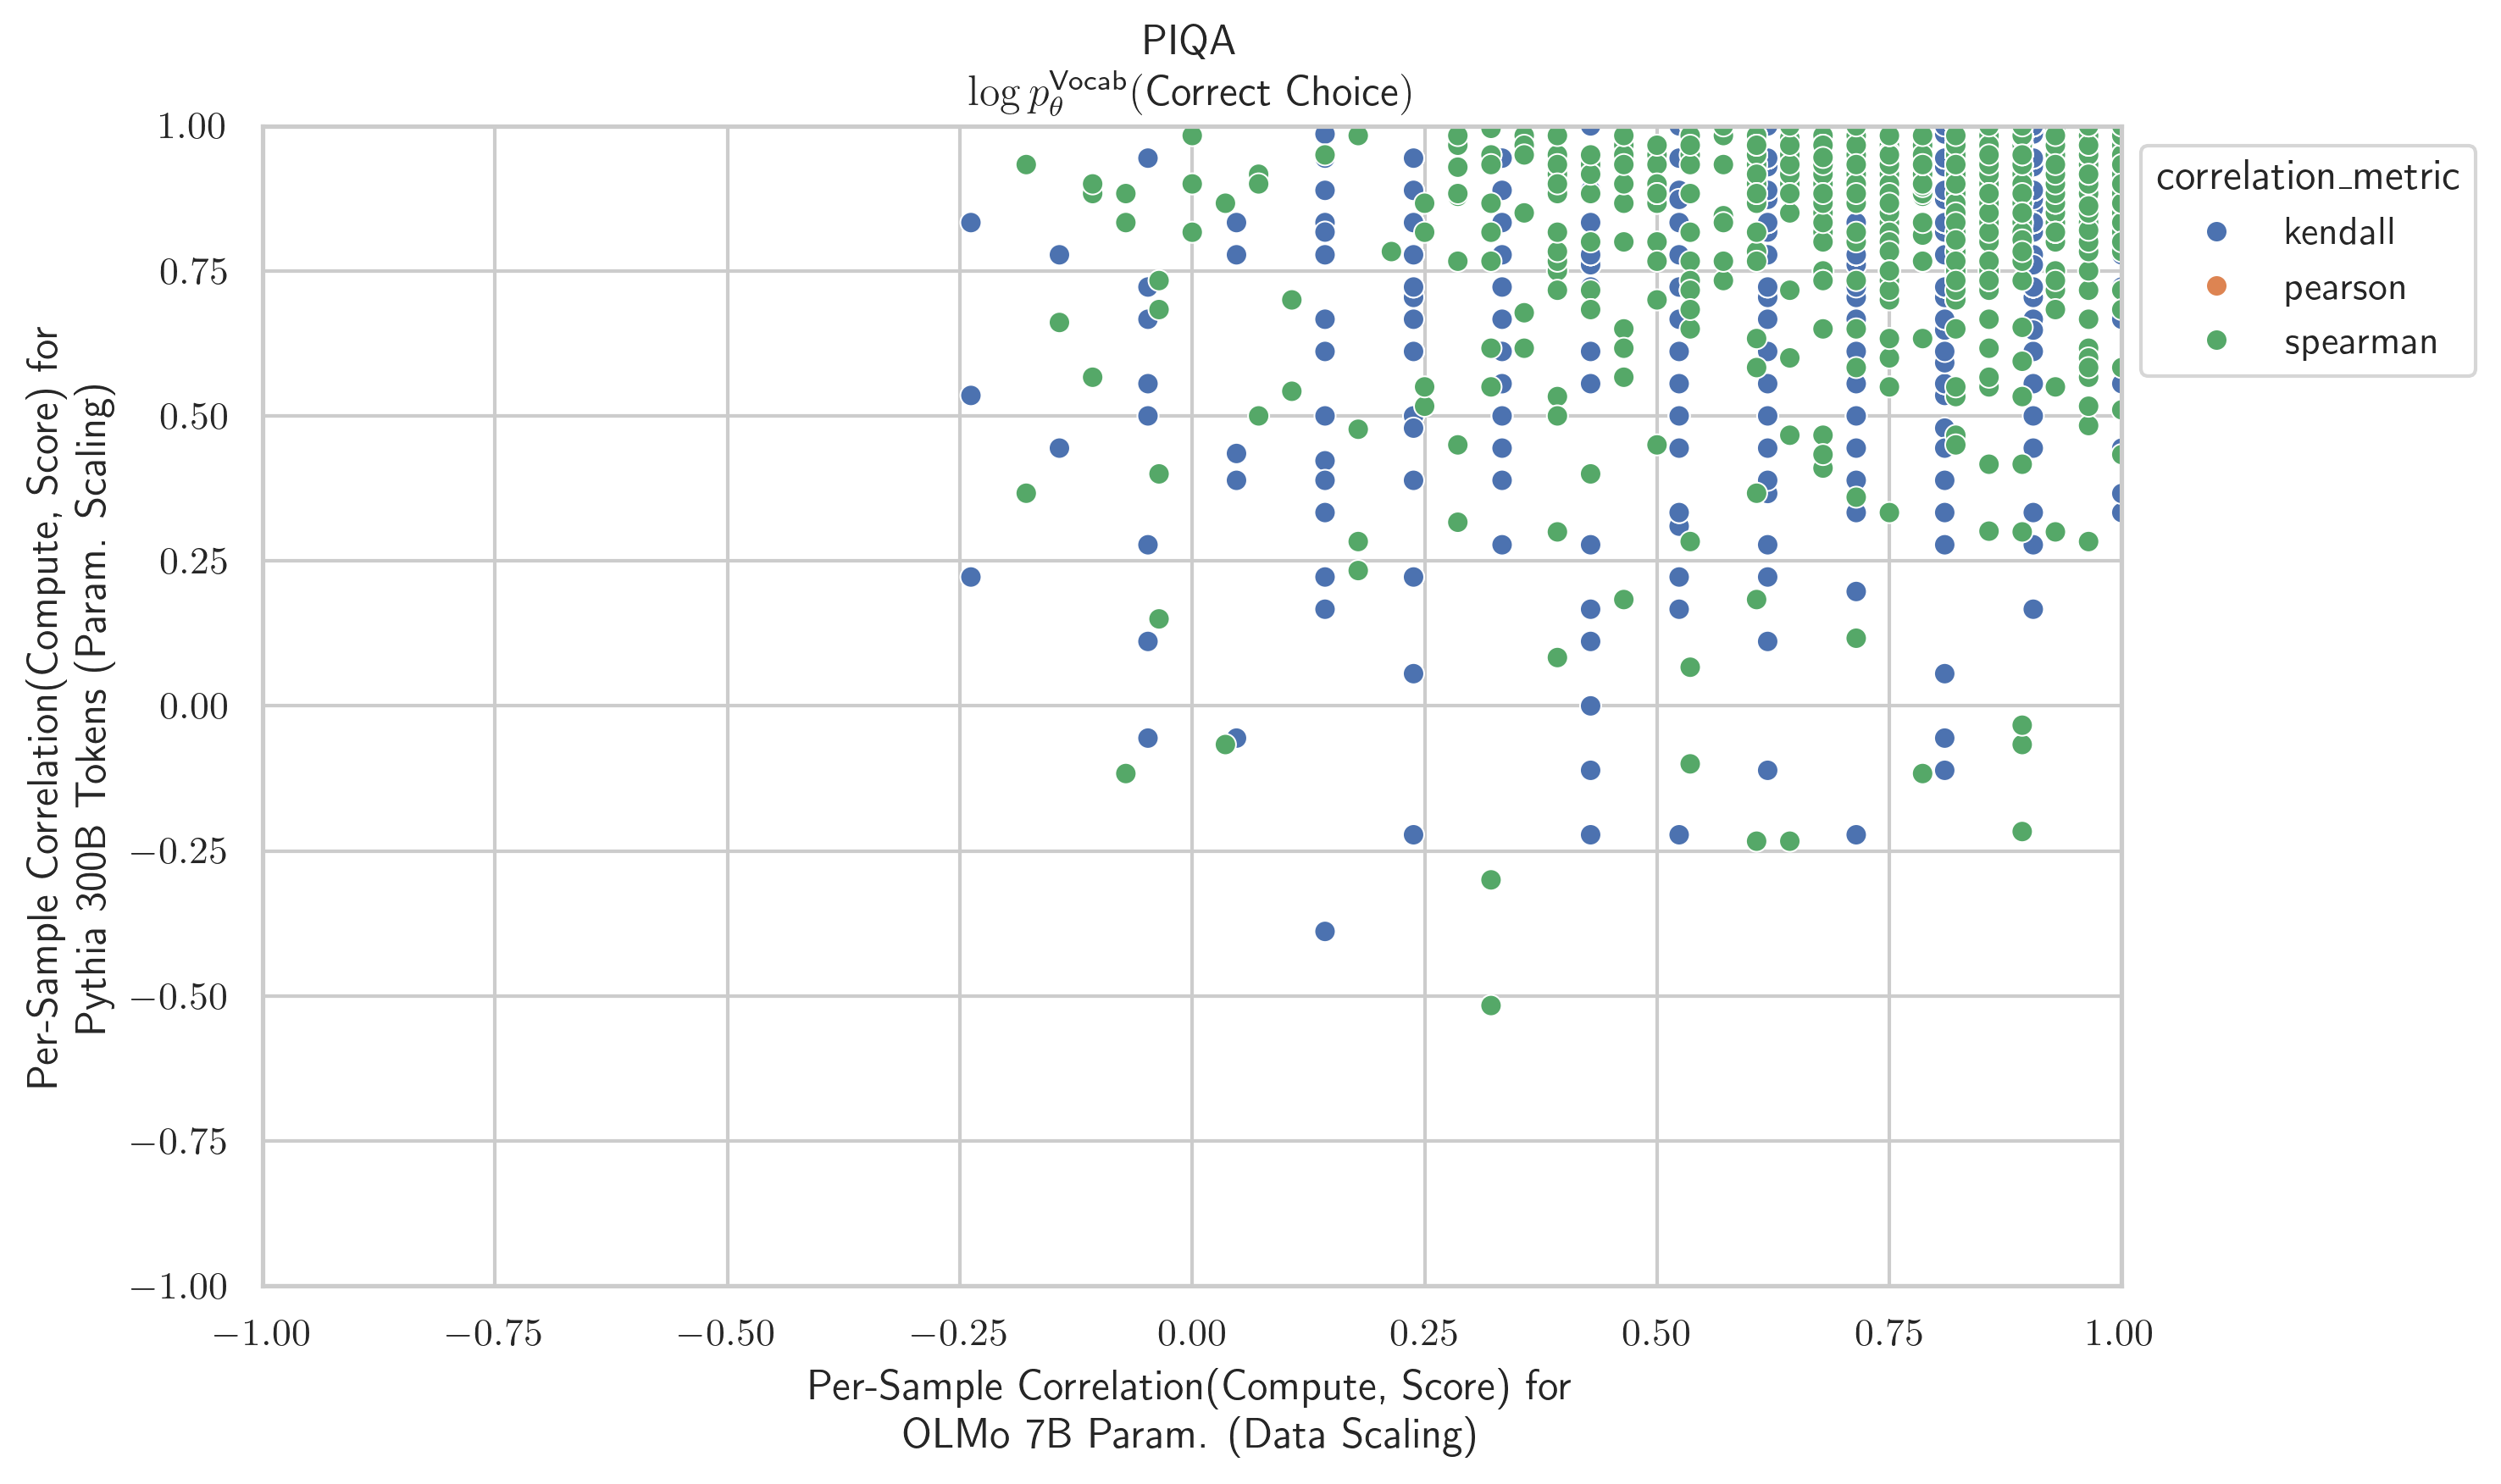 PIQA
log p_θ^Vocab(Correct Choice)
Per-Sample Correlation(Compute, Score) for
Pythia 300B Tokens (Param. Scaling)
1.00
0.75
0.50
0.25
0.00
−0.25
−0.50
−0.75
−1.00
−1.00 −0.75 −0.50 −0.25 0.00 0.25 0.50 0.75 1.00
Per-Sample Correlation(Compute, Score) for
OLMo 7B Param. (Data Scaling)
correlation_metric
kendall
pearson
spearman